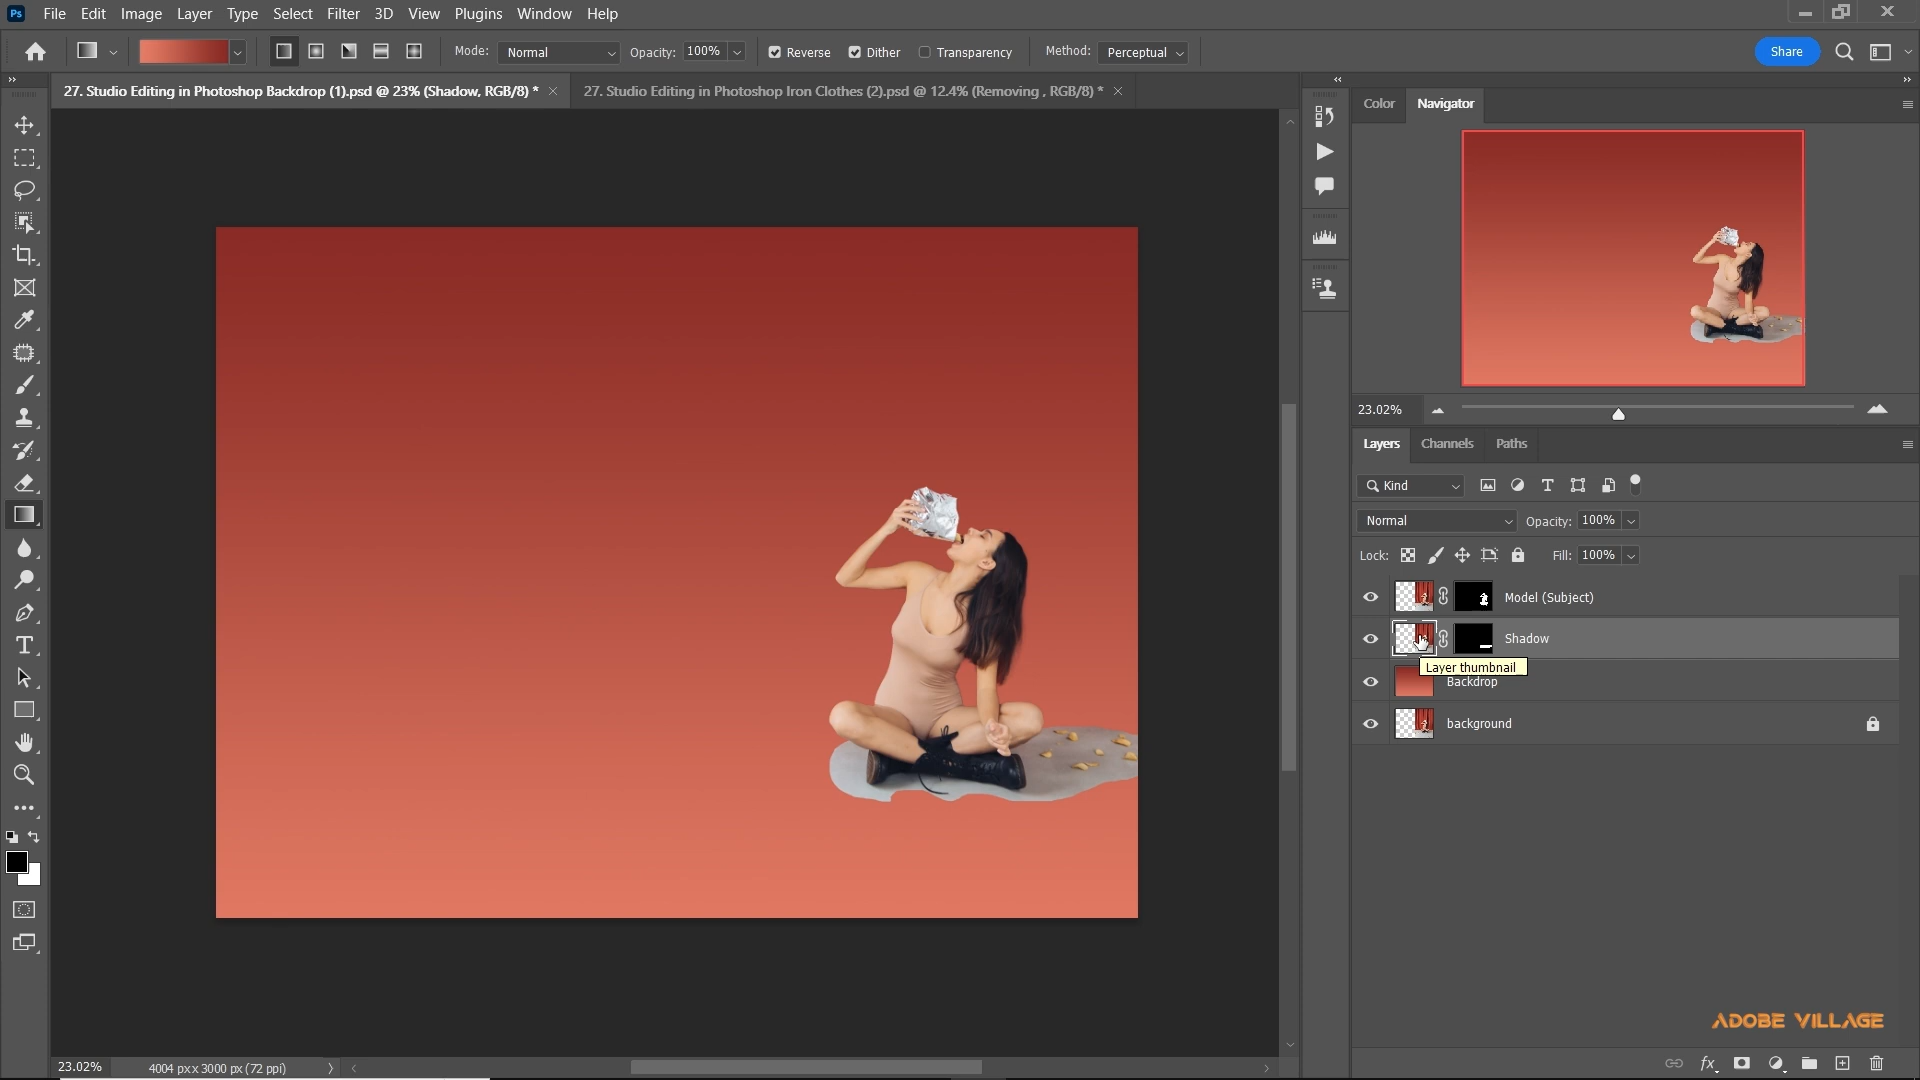 Ps File Edit Image Layer Type Select Filter 3D View Plugins Window Help
Mode: Normal Opacity: 100% Reverse Dither Transparency Method: Perceptual Share
27. Studio Editing in Photoshop Backdrop (1).psd @ 23% (Shadow, RGB/8) *
27. Studio Editing in Photoshop Iron Clothes (2).psd @ 12.4% (Removing , RGB/8) *
Color Navigator
23.02%
Layers Channels Paths
Kind
Normal Opacity: 100%
Lock: Fill: 100%
Model (Subject)
Shadow
Layer thumbnail
Backdrop
background
ADOBE VILLAGE
23.02% 4004 px x 3000 px (72 ppi)
fx